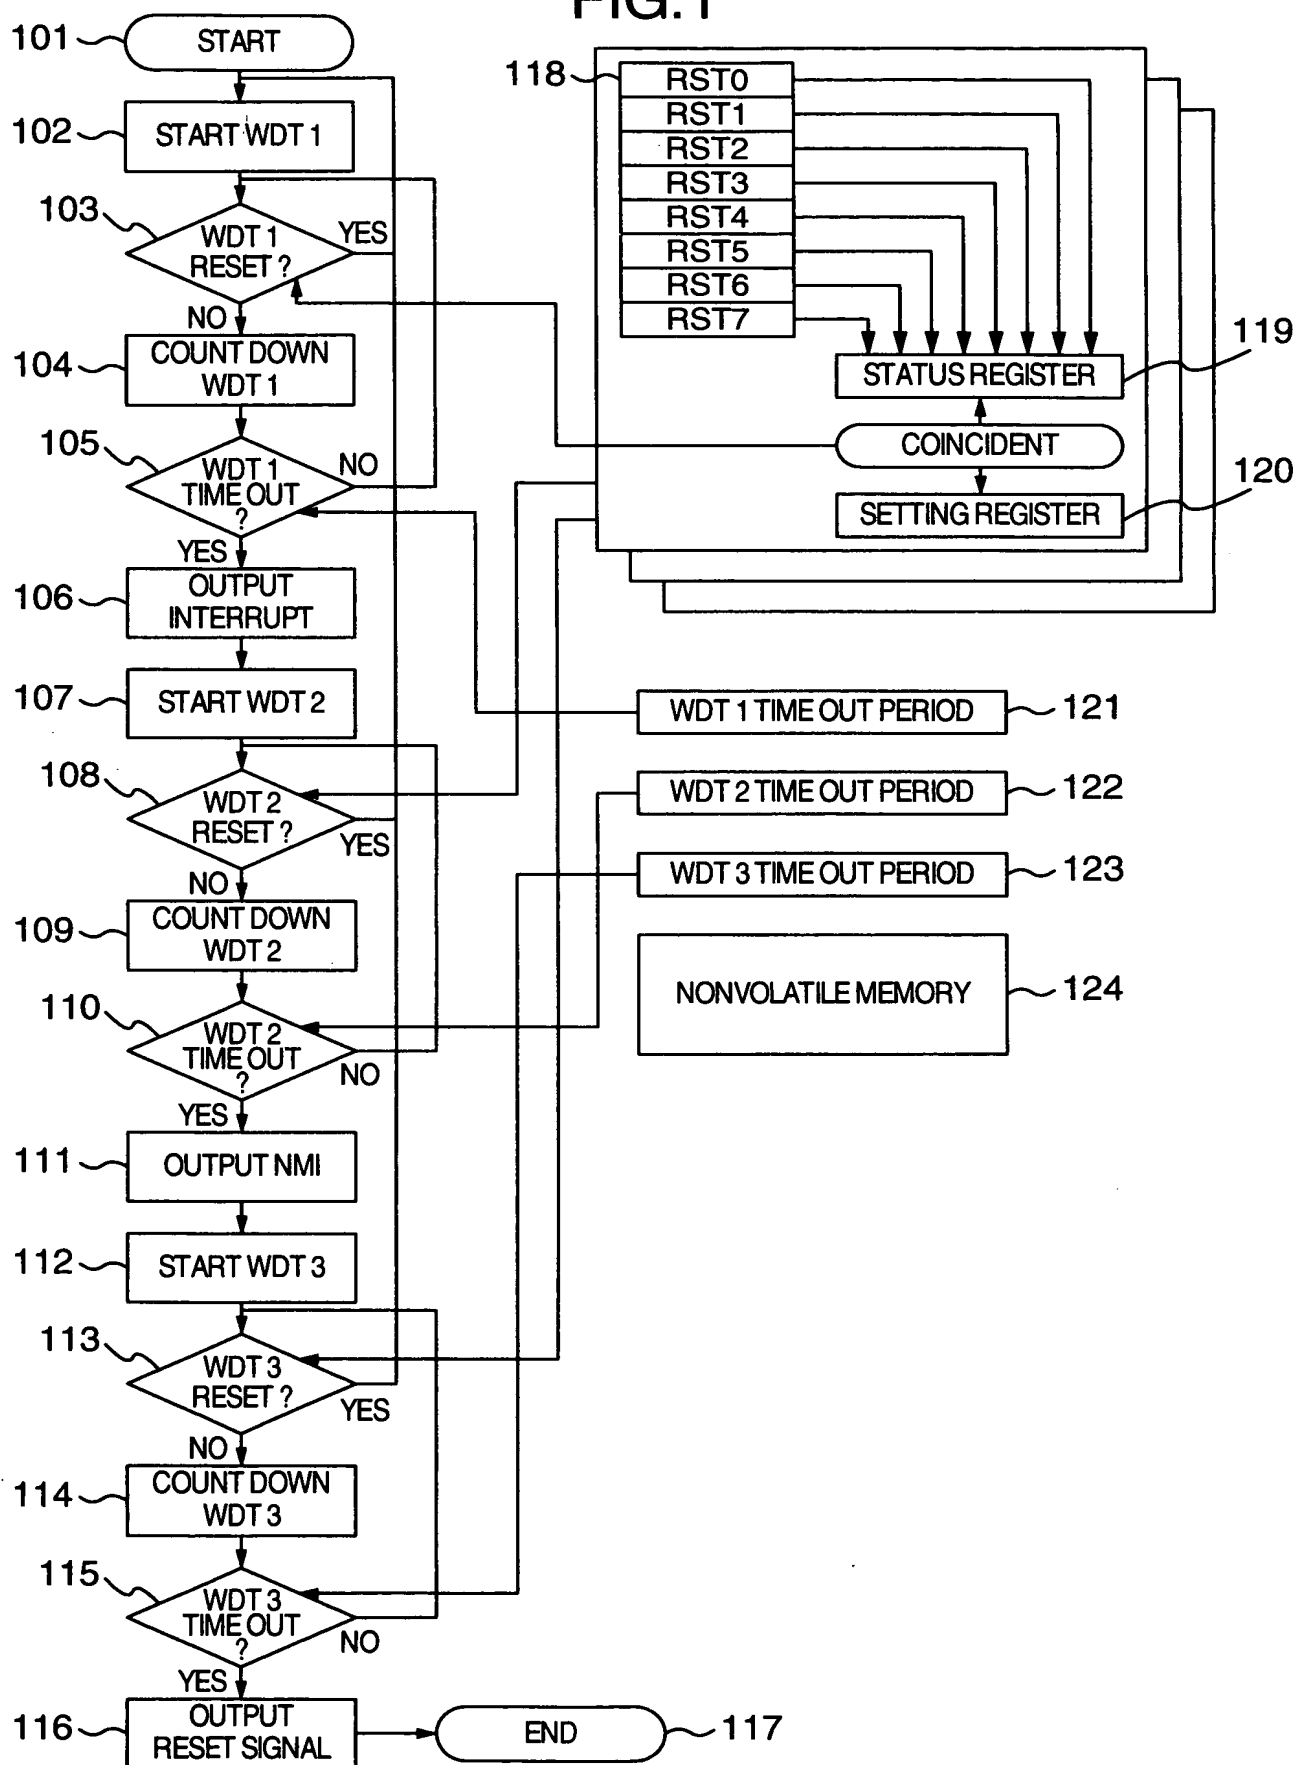 FIG.1
101
START
102
START WDT 1
103
WDT 1
RESET ?
YES
NO
104
COUNT DOWN
WDT 1
105
WDT 1
TIME OUT
?
NO
YES
106
OUTPUT
INTERRUPT
107
START WDT 2
108
WDT 2
RESET ?
YES
NO
109
COUNT DOWN
WDT 2
110
WDT 2
TIME OUT
?
NO
YES
111
OUTPUT NMI
112
START WDT 3
113
WDT 3
RESET ?
YES
NO
114
COUNT DOWN
WDT 3
115
WDT 3
TIME OUT
?
NO
YES
116
OUTPUT
RESET SIGNAL
END
117
118
RST0
RST1
RST2
RST3
RST4
RST5
RST6
RST7
STATUS REGISTER
119
COINCIDENT
SETTING REGISTER
120
WDT 1 TIME OUT PERIOD
121
WDT 2 TIME OUT PERIOD
122
WDT 3 TIME OUT PERIOD
123
NONVOLATILE MEMORY
124